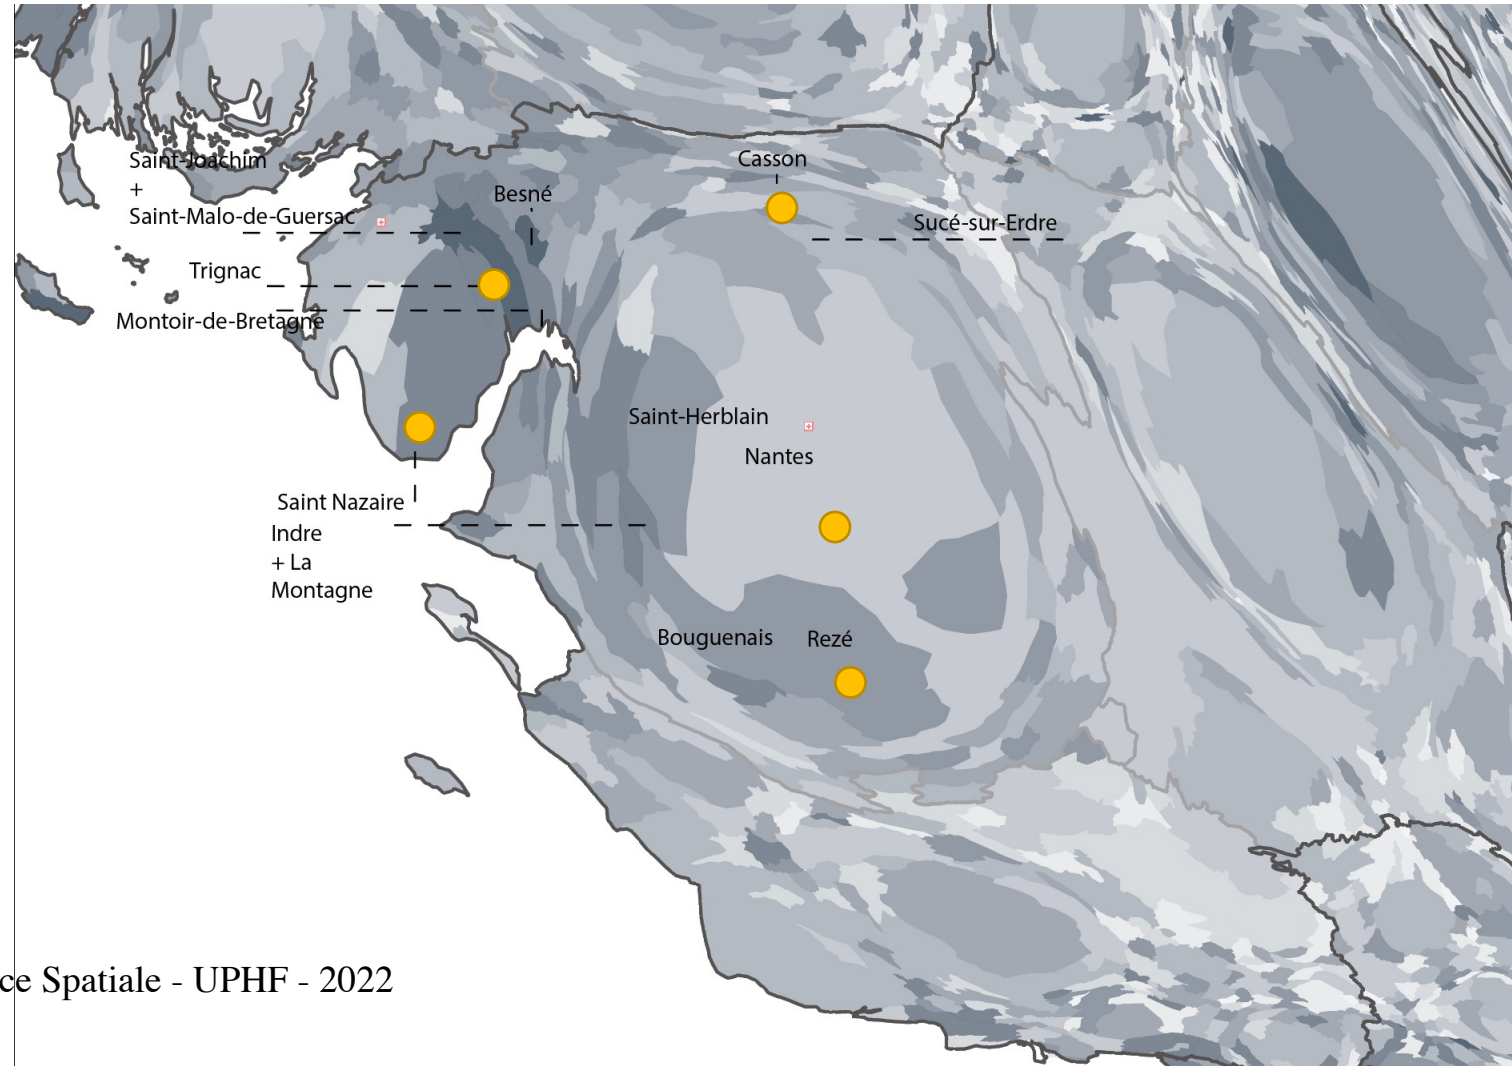 Saint-Joachim
+
Saint-Malo-de-Guersac
Besné
Casson
Sucé-sur-Erdre
Trignac
Montoir-de-Bretagne
Saint-Herblain
Nantes
Saint Nazaire
Indre
+ La
Montagne
Bouguenais
Rezé
ce Spatiale - UPHF - 2022